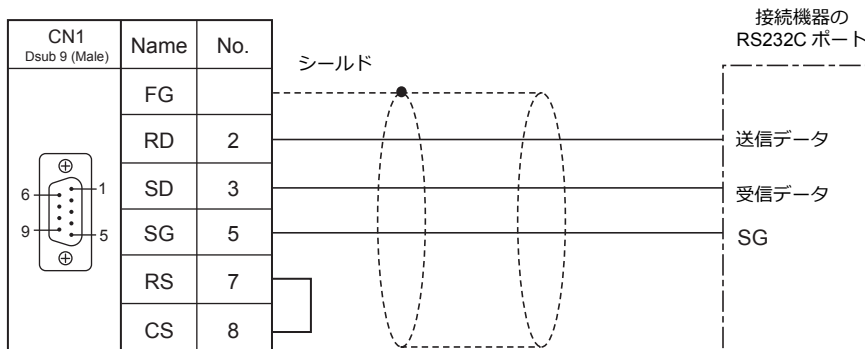 接続機器の
RS232C ポート
CN1
Dsub 9 (Male)
Name
No.
シールド
FG
RD
2
送信データ
SD
3
受信データ
SG
5
SG
RS
7
CS
8
6
1
9
5